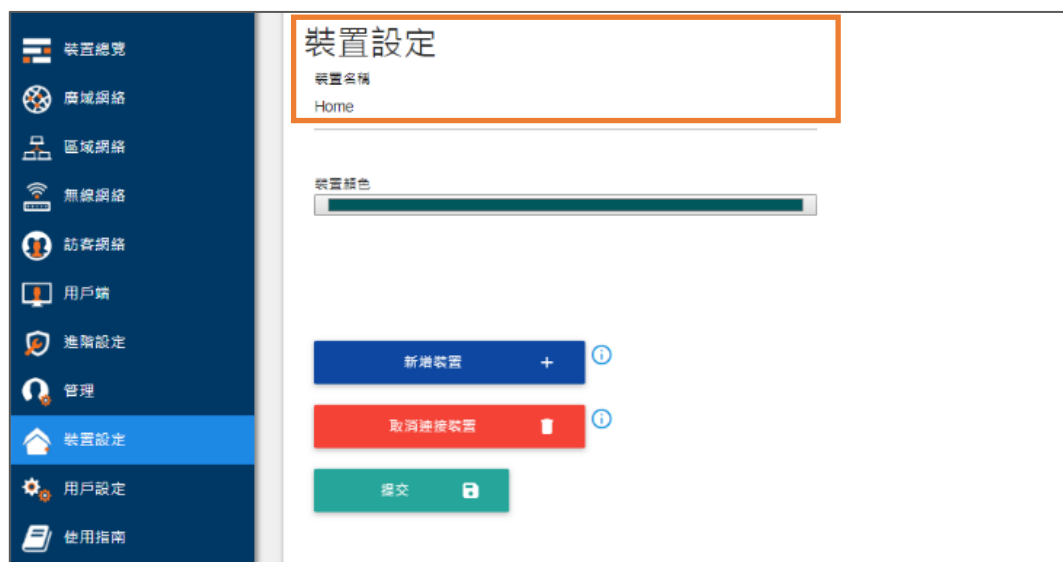 裝置總覽
廣域網絡
區域網絡
無線網絡
訪客網絡
用戶端
進階設定
管理
裝置設定
用戶設定
使用指南
裝置設定
裝置名稱
Home
裝置顏色
新增裝置 +
取消連接裝置
提交